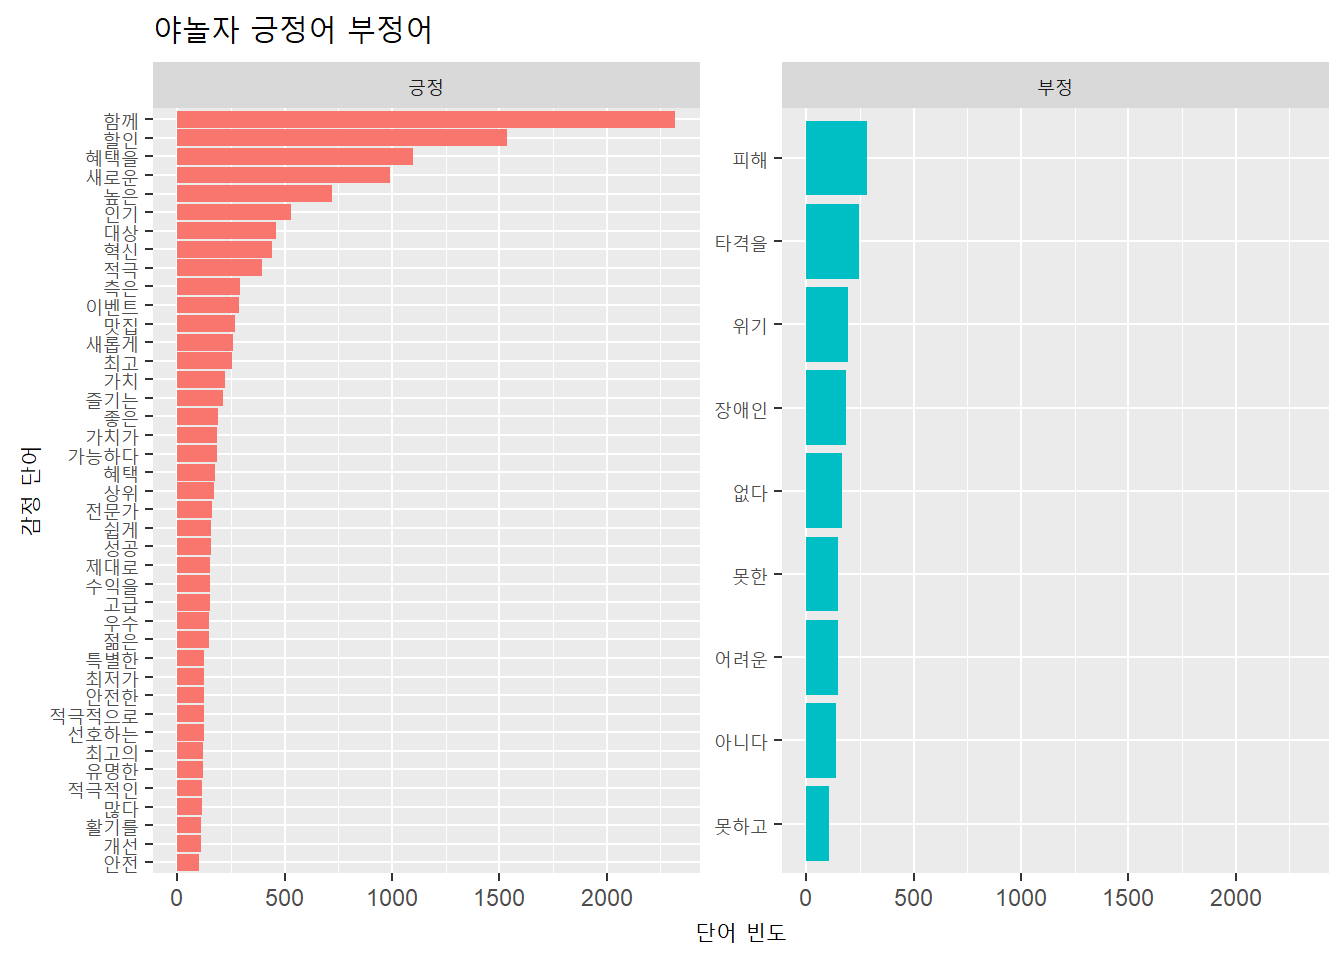 야놀자 긍정어 부정어
긍정
부정
감정 단어
함께
할인
혜택을
새로운
높은
인기
대상
혁신
적극
측은
이벤트
맛집
새롭게
최고
가치
즐기는
좋은
가치가
가능하다
혜택
상위
전문가
쉽게
성공
제대로
수익을
고급
우수
젊은
특별한
최저가
안전한
적극적으로
선호하는
최고의
유명한
적극적인
많다
활기를
개선
안전
피해
타격을
위기
장애인
없다
못한
어려운
아니다
못하고
0 500 1000 1500 2000
0 500 1000 1500 2000
단어 빈도